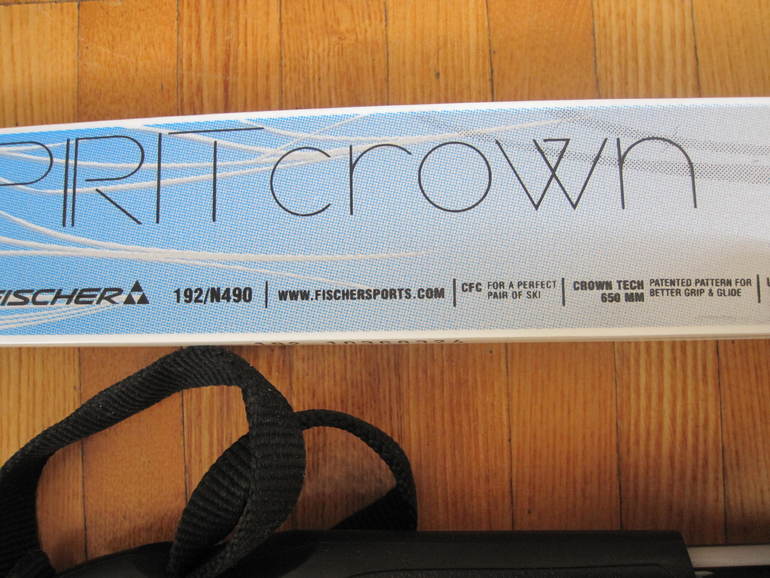 PIRIT crown
FISCHER 192/N490 WWW.FISCHERSPORTS.COM CFC FOR A PERFECT PAIR OF SKI CROWN TECH 650 MM PATENTED PATTERN FOR BETTER GRIP & GLIDE